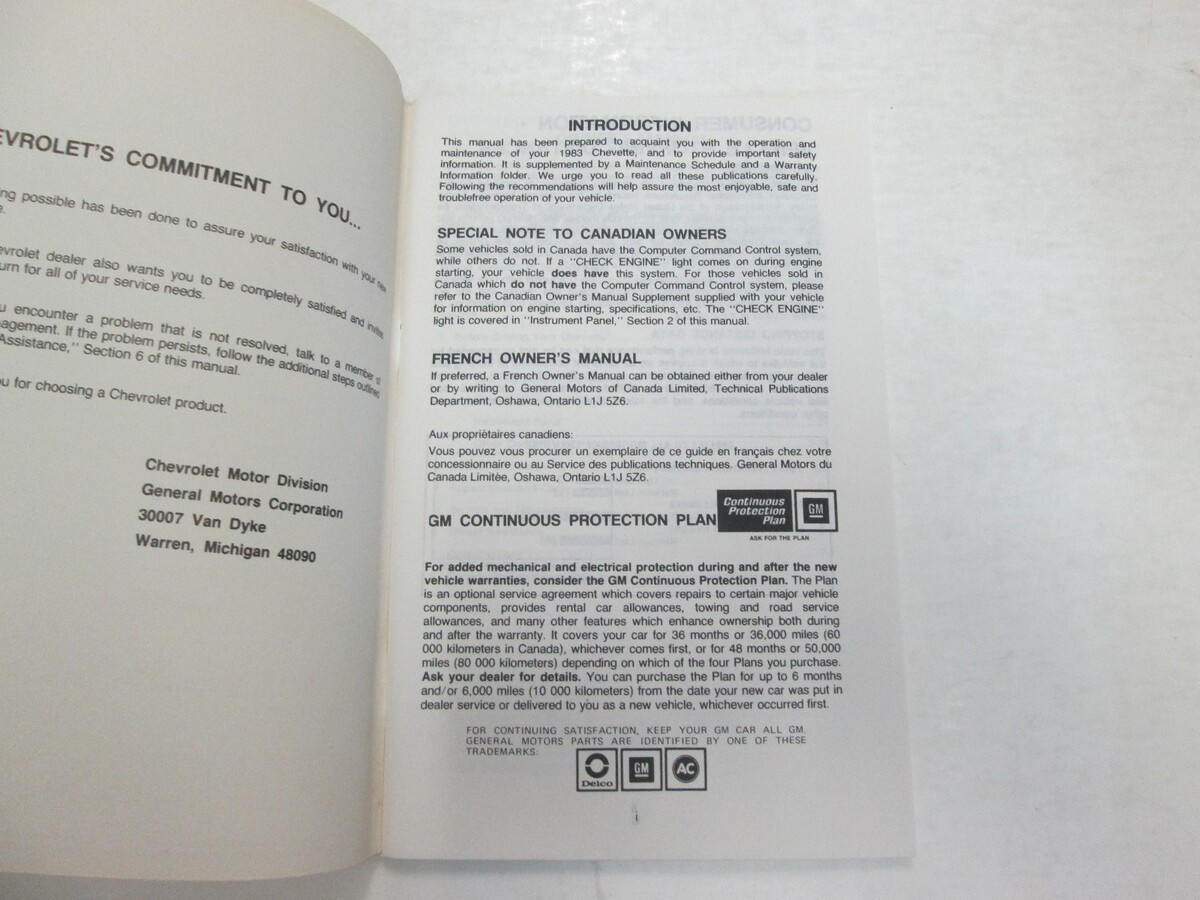 EVROLET'S COMMITMENT TO YOU...
ing possible has been done to assure your satisfaction with your new
e.
evrolet dealer also wants you to be completely satisfied and invites
urn for all of your service needs.
u encounter a problem that is not resolved, talk to a member of
agement. If the problem persists, follow the additional steps outlined
Assistance," Section 6 of this manual.
ou for choosing a Chevrolet product.
Chevrolet Motor Division
General Motors Corporation
30007 Van Dyke
Warren, Michigan 48090
INTRODUCTION
This manual has been prepared to acquaint you with the operation and
maintenance of your 1983 Chevette, and to provide important safety
information. It is supplemented by a Maintenance Schedule and a Warranty
Information folder. We urge you to read all these publications carefully.
Following the recommendations will help assure the most enjoyable, safe and
troublefree operation of your vehicle.
SPECIAL NOTE TO CANADIAN OWNERS
Some vehicles sold in Canada have the Computer Command Control system,
while others do not. If a "CHECK ENGINE" light comes on during engine
starting, your vehicle does have this system. For those vehicles sold in
Canada which do not have the Computer Command Control system, please
refer to the Canadian Owner's Manual Supplement supplied with your vehicle
for information on engine starting, specifications, etc. The "CHECK ENGINE"
light is covered in "Instrument Panel," Section 2 of this manual.
FRENCH OWNER'S MANUAL
If preferred, a French Owner's Manual can be obtained either from your dealer
or by writing to General Motors of Canada Limited, Technical Publications
Department, Oshawa, Ontario L1J 5Z6.
Aux propriètaires canadiens:
Vous pouvez vous procurer un exemplaire de ce guide en français chez votre
concessionnaire ou au Service des publications techniques. General Motors du
Canada Limitée, Oshawa, Ontario L1J 5Z6.
GM CONTINUOUS PROTECTION PLAN
Continuous
Protection
Plan
GM
ASK FOR THE PLAN
For added mechanical and electrical protection during and after the new
vehicle warranties, consider the GM Continuous Protection Plan. The Plan
is an optional service agreement which covers repairs to certain major vehicle
components, provides rental car allowances, towing and road service
allowances, and many other features which enhance ownership both during
and after the warranty. It covers your car for 36 months or 36,000 miles (60
000 kilometers in Canada), whichever comes first, or for 48 months or 50,000
miles (80 000 kilometers) depending on which of the four Plans you purchase.
Ask your dealer for details. You can purchase the Plan for up to 6 months
and/or 6,000 miles (10 000 kilometers) from the date your new car was put in
dealer service or delivered to you as a new vehicle, whichever occurred first.
FOR CONTINUING SATISFACTION, KEEP YOUR GM CAR ALL GM.
GENERAL MOTORS PARTS ARE IDENTIFIED BY ONE OF THESE
TRADEMARKS:
Delco
GM
AC
i